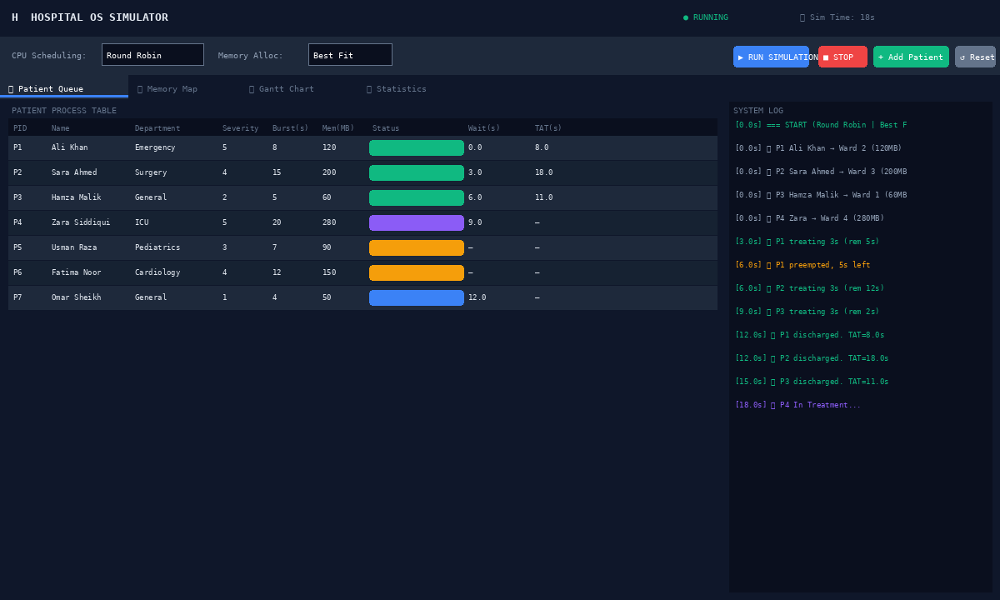 H HOSPITAL OS SIMULATOR
● RUNNING
▯ Sim Time: 18s
CPU Scheduling: Round Robin Memory Alloc: Best Fit
▶ RUN SIMULATION ■ STOP + Add Patient ↺ Reset
▯ Patient Queue ▯ Memory Map ▯ Gantt Chart ▯ Statistics
PATIENT PROCESS TABLE
PID Name Department Severity Burst(s) Mem(MB) Status Wait(s) TAT(s)
P1 Ali Khan Emergency 5 8 120 0.0 8.0
P2 Sara Ahmed Surgery 4 15 200 3.0 18.0
P3 Hamza Malik General 2 5 60 6.0 11.0
P4 Zara Siddiqui ICU 5 20 280 9.0 —
P5 Usman Raza Pediatrics 3 7 90 — —
P6 Fatima Noor Cardiology 4 12 150 — —
P7 Omar Sheikh General 1 4 50 12.0 —
SYSTEM LOG
[0.0s] === START (Round Robin | Best F
[0.0s] ▯ P1 Ali Khan → Ward 2 (120MB)
[0.0s] ▯ P2 Sara Ahmed → Ward 3 (200MB
[0.0s] ▯ P3 Hamza Malik → Ward 1 (60MB
[0.0s] ▯ P4 Zara → Ward 4 (280MB)
[3.0s] ▯ P1 treating 3s (rem 5s)
[6.0s] ▯ P1 preempted, 5s left
[6.0s] ▯ P2 treating 3s (rem 12s)
[9.0s] ▯ P3 treating 3s (rem 2s)
[12.0s] ▯ P1 discharged. TAT=8.0s
[12.0s] ▯ P2 discharged. TAT=18.0s
[15.0s] ▯ P3 discharged. TAT=11.0s
[18.0s] ▯ P4 In Treatment...